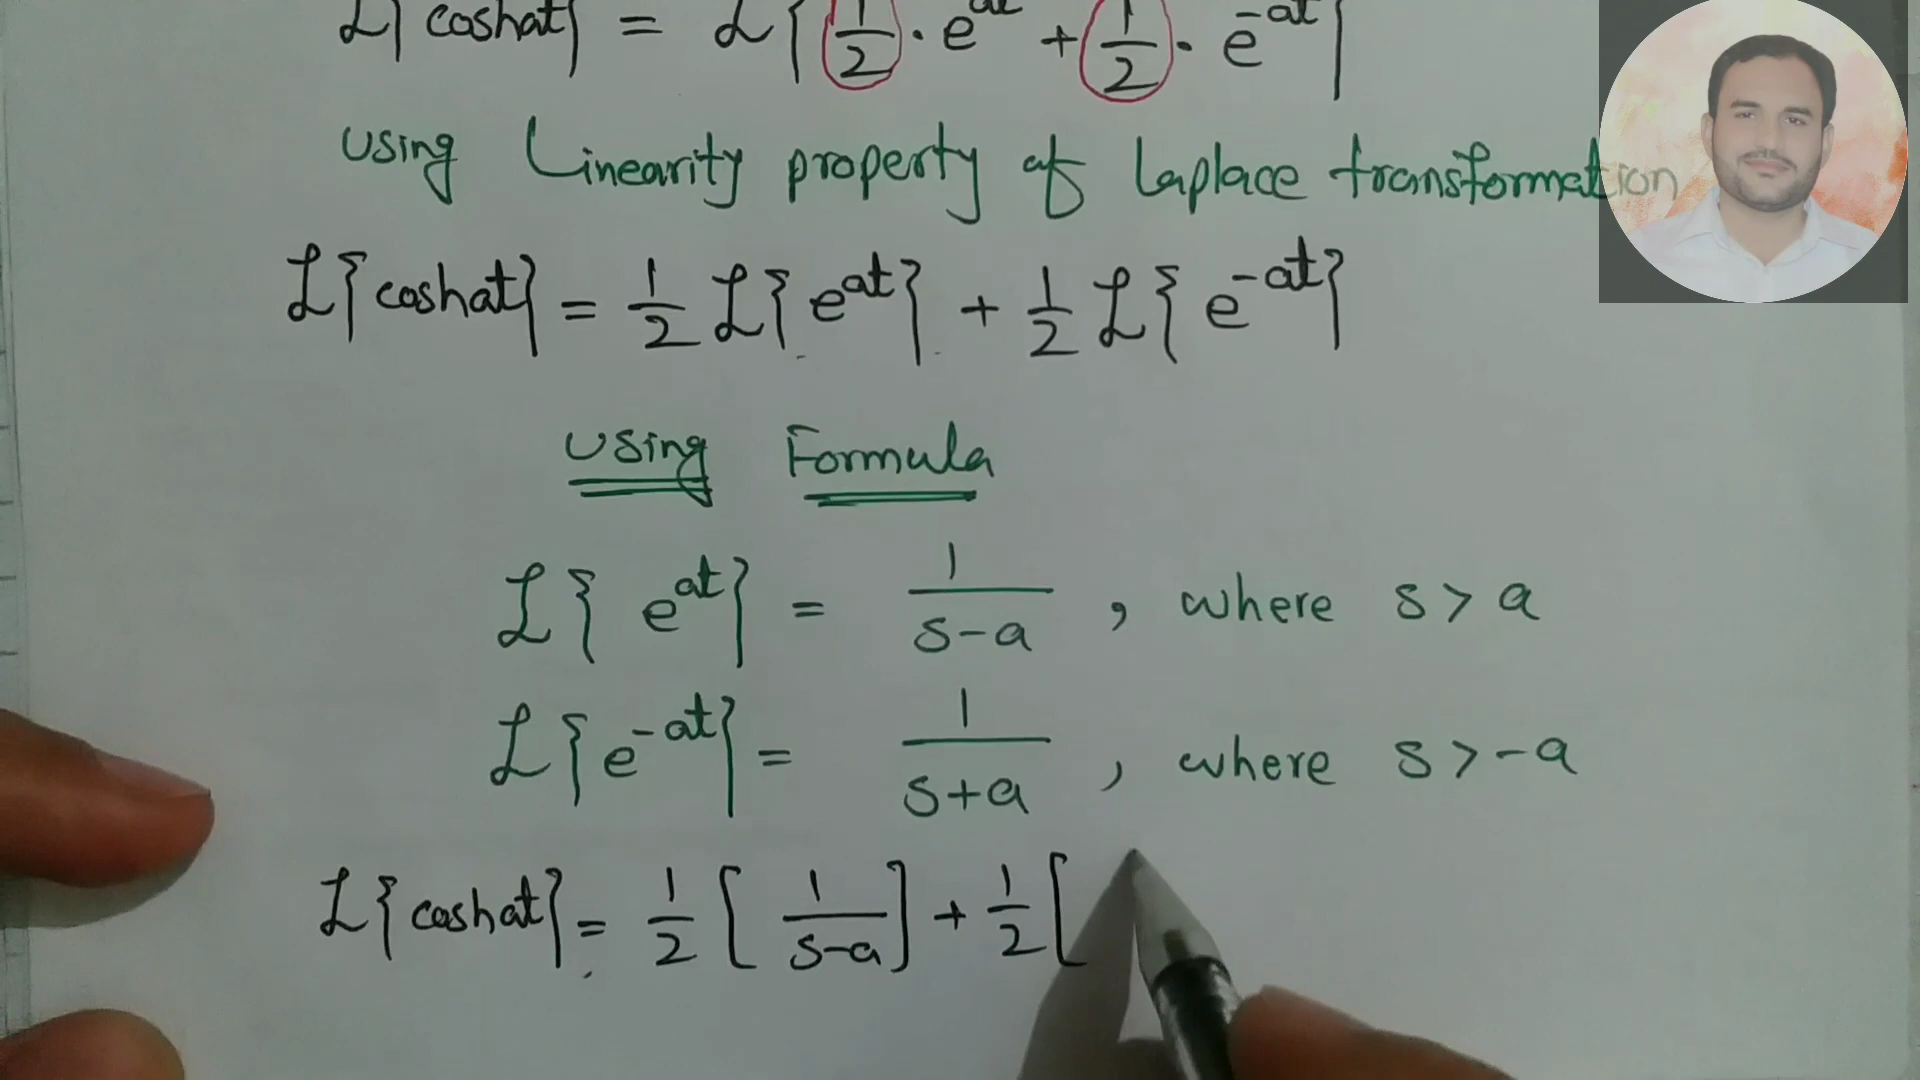 L{coshat} = L{1/2 · e^at + 1/2 · e^-at}
Using Linearity property of Laplace transformation
L{coshat} = 1/2 L{e^at} + 1/2 L{e^-at}
Using Formula
L{e^at} = 1/(s-a) , where s > a
L{e^-at} = 1/(s+a) , where s > -a
L{coshat} = 1/2 [1/(s-a)] + 1/2 [